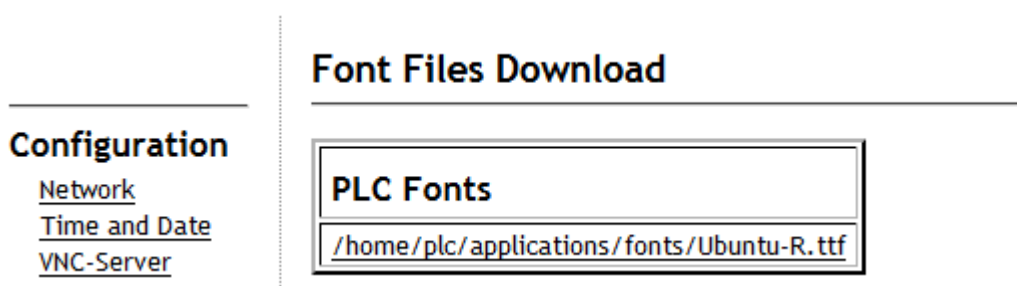 Font Files Download
Configuration
Network
Time and Date
VNC-Server
PLC Fonts
/home/plc/applications/fonts/Ubuntu-R.ttf